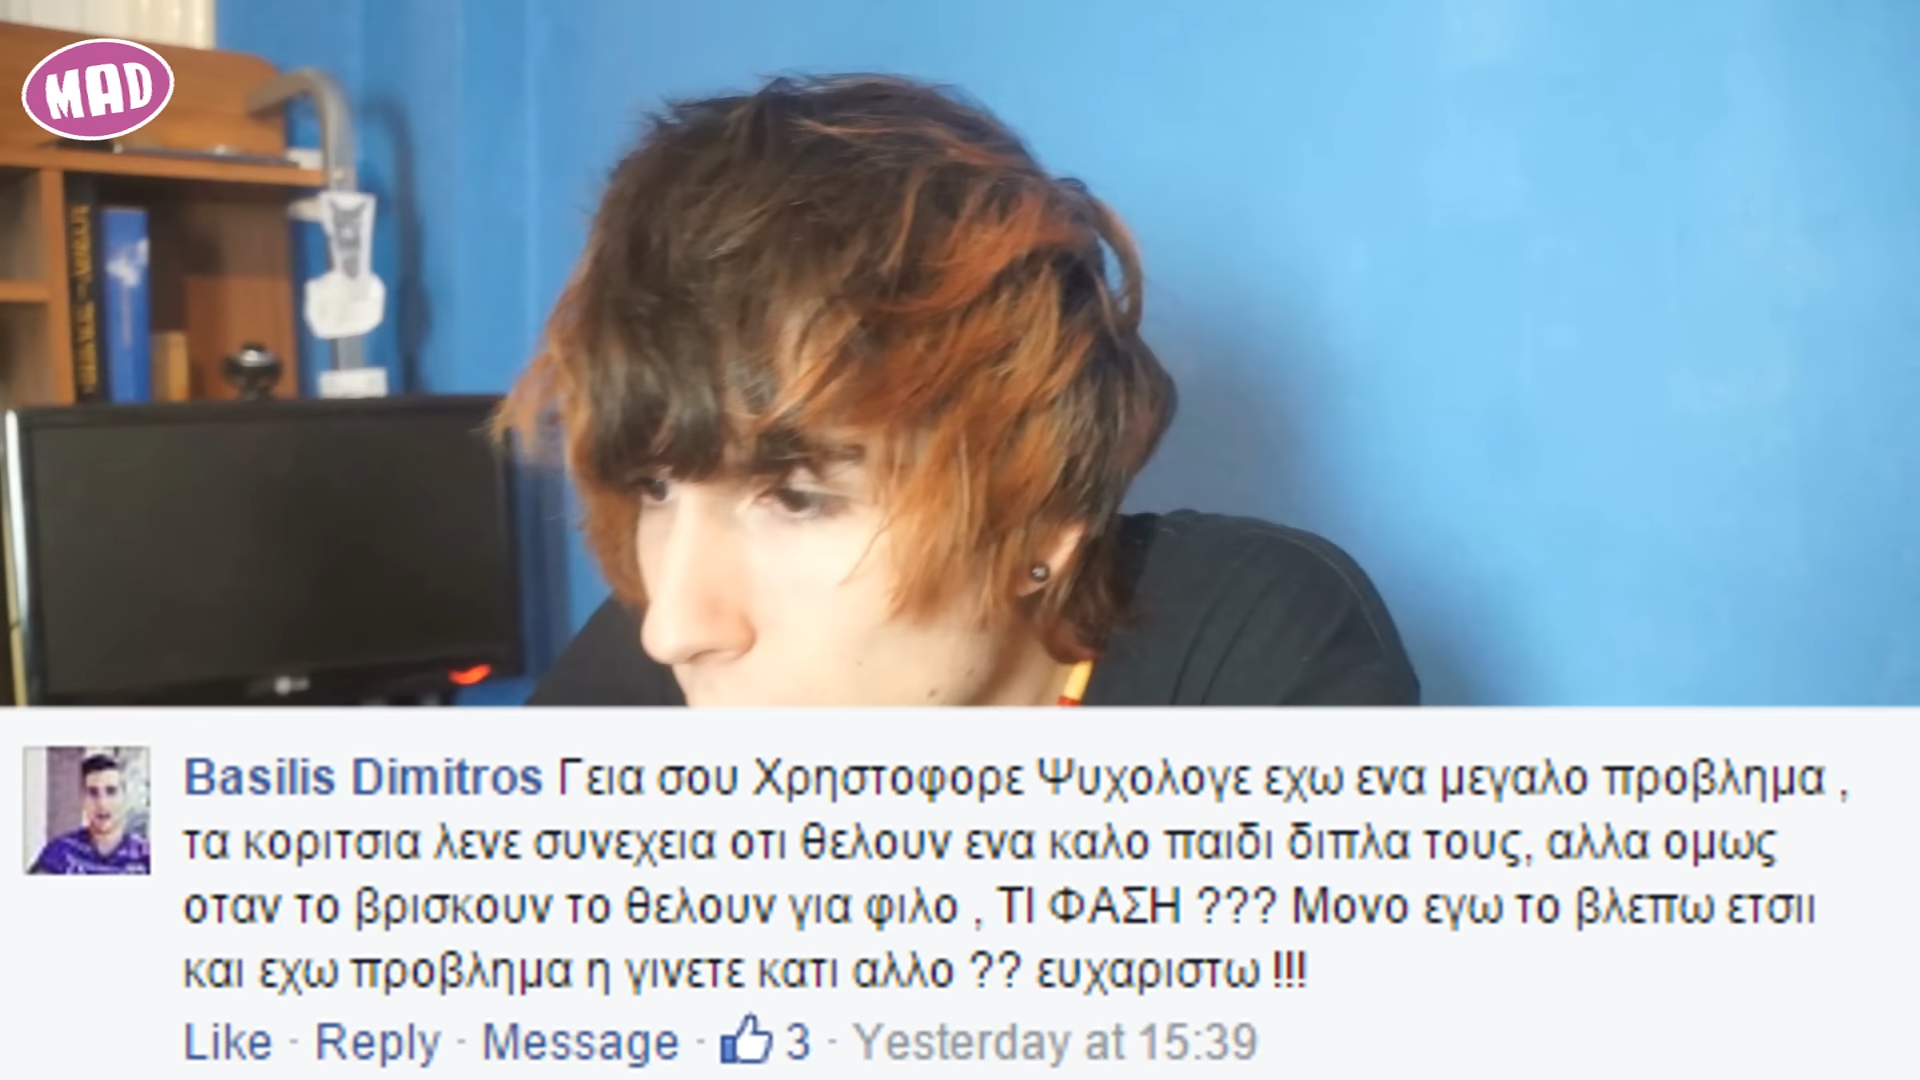 MAD
Basilis Dimitros Γεια σου Χρηστοφορε Ψυχολογε εχω ενα μεγαλο προβλημα ,
τα κοριτσια λενε συνεχεια οτι θελουν ενα καλο παιδι διπλα τους, αλλα ομως
οταν το βρισκουν το θελουν για φιλο , ΤΙ ΦΑΣΗ ??? Μονο εγω το βλεπω ετσιι
και εχω προβλημα η γινετε κατι αλλο ?? ευχαριστω !!!
Like · Reply · Message · 3 · Yesterday at 15:39